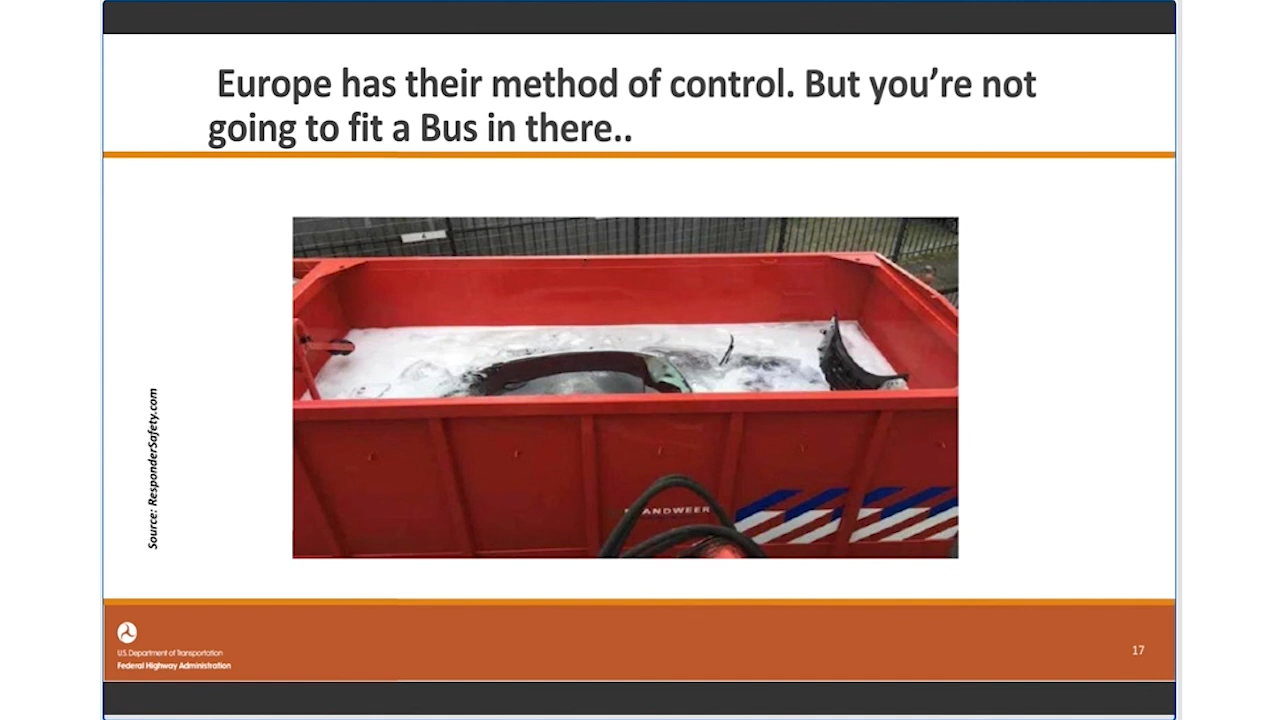 Europe has their method of control. But you’re not
going to fit a Bus in there..
Source: ResponderSafety.com
ANDWEER
U.S. Department of Transportation
Federal Highway Administration
17